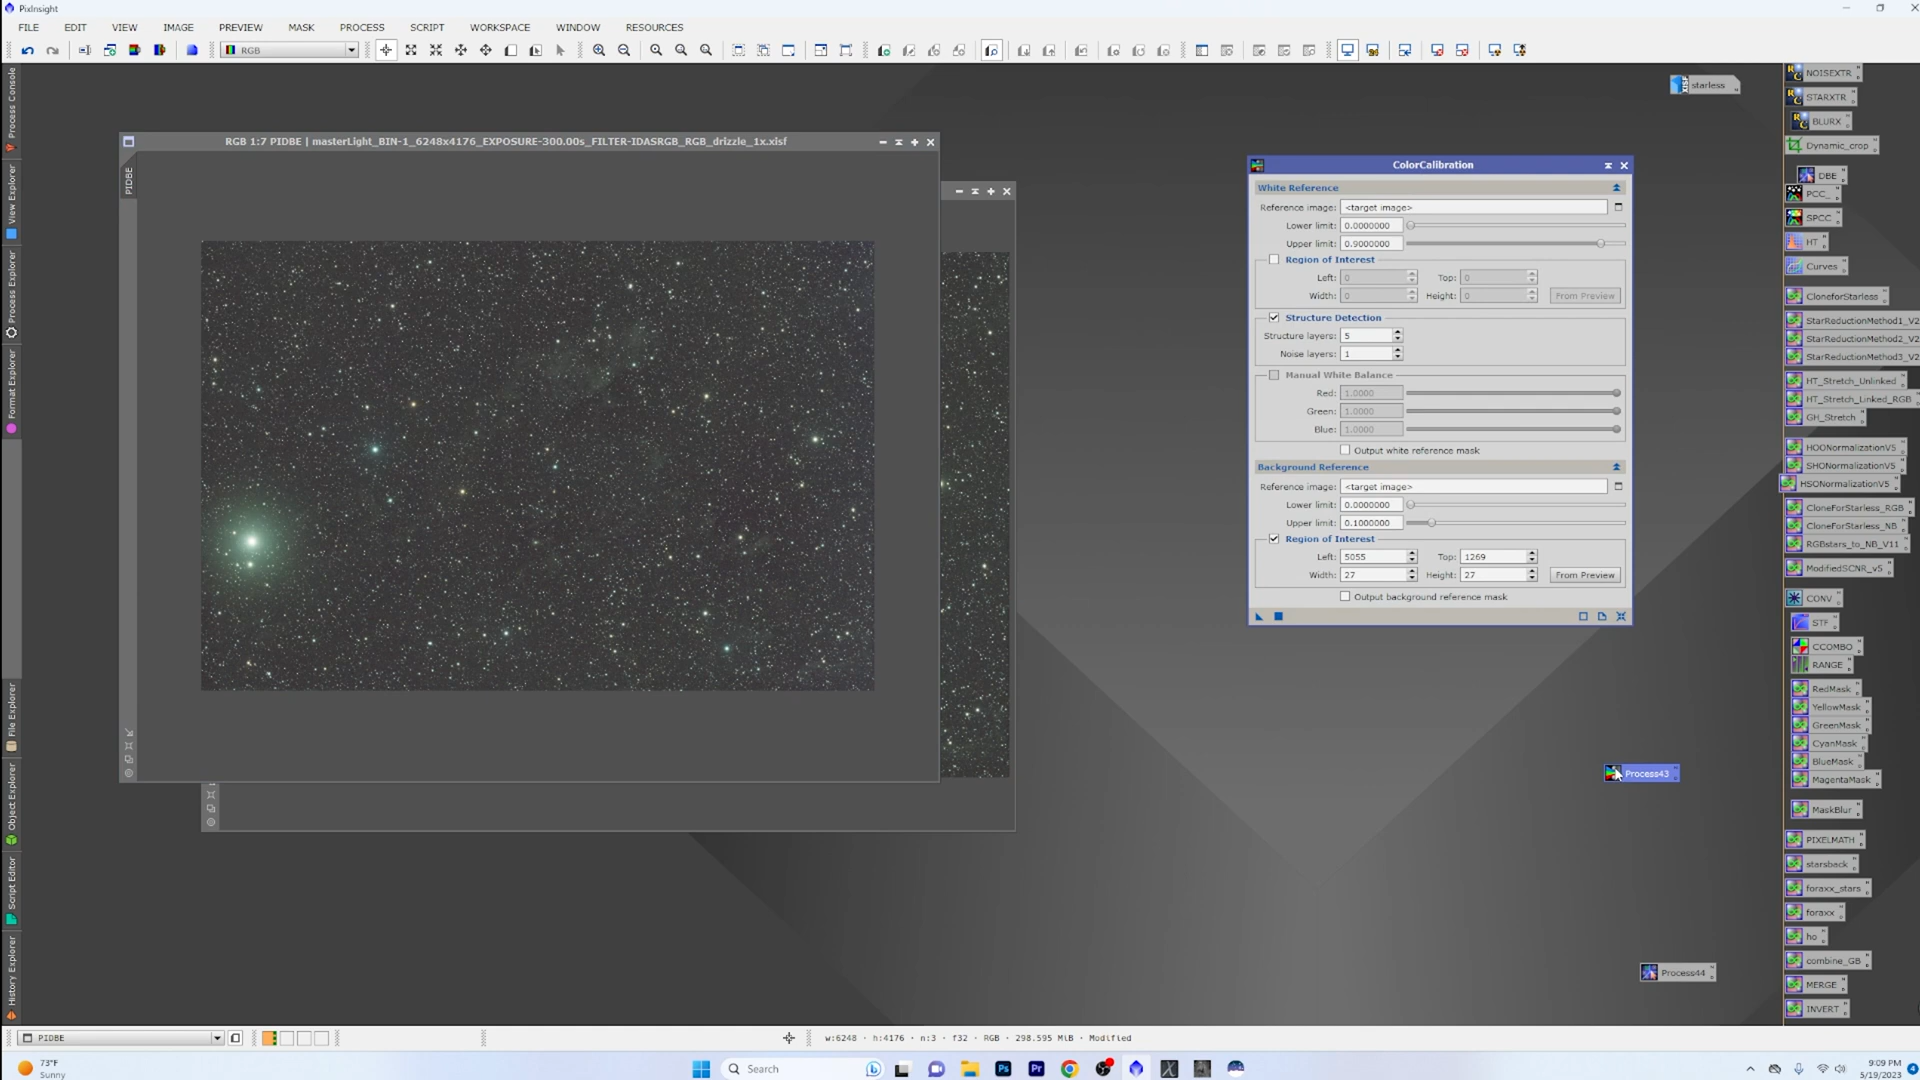 PixInsight
FILE EDIT VIEW IMAGE PREVIEW MASK PROCESS SCRIPT WORKSPACE WINDOW RESOURCES
RGB
Process Console
View Explorer
Process Explorer
Format Explorer
File Explorer
Object Explorer
Script Editor
History Explorer
RGB 1:7 PIDBE | masterLight_BIN-1_6248x4176_EXPOSURE-300.00s_FILTER-IDASRGB_RGB_drizzle_1x.xisf
PIDBE
starless
ColorCalibration
White Reference
Reference image: <target image>
Lower limit: 0.0000000
Upper limit: 0.9000000
Region of Interest
Left: 0 Top: 0
Width: 0 Height: 0 From Preview
Structure Detection
Structure layers: 5
Noise layers: 1
Manual White Balance
Red: 1.0000
Green: 1.0000
Blue: 1.0000
Output white reference mask
Background Reference
Reference image: <target image>
Lower limit: 0.0000000
Upper limit: 0.1000000
Region of Interest
Left: 5055 Top: 1269
Width: 27 Height: 27 From Preview
Output background reference mask
Process43
Process44
NOISEXTR
STARXTR
BLURX
Dynamic_crop
DBE
PCC_
SPCC
HT
Curves
CloneforStarless
StarReductionMethod1_V2
StarReductionMethod2_V2
StarReductionMethod3_V2
HT_Stretch_Unlinked
HT_Stretch_Linked_RGB
GH_Stretch
HOONormalizationV5
SHONormalizationV5
HSONormalizationV5
CloneForStarless_RGB
CloneForStarless_NB
RGBstars_to_NB_V11
ModifiedSCNR_v5
CONV
STF
CCOMBO
RANGE
RedMask
YellowMask
GreenMask
CyanMask
BlueMask
MagentaMask
MaskBlur
PIXELMATH
starsback
foraxx_stars
foraxx
ho
combine_GB
MERGE
INVERT
PIDBE
w:6248 · h:4176 · n:3 · f32 · RGB · 298.595 MiB · Modified
73°F
Sunny
Search
9:09 PM
5/19/2023